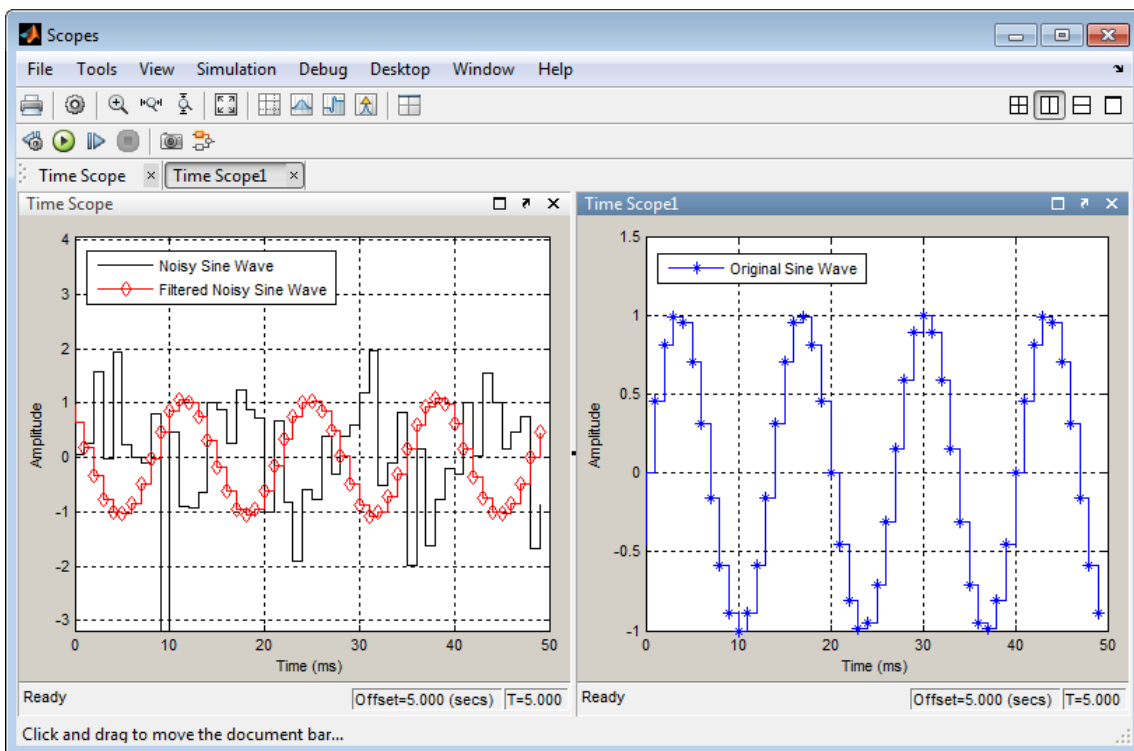 Scopes
File Tools View Simulation Debug Desktop Window Help
Time Scope Time Scope1
Time Scope
4
3
2
1
0
-1
-2
-3
Amplitude
Noisy Sine Wave
Filtered Noisy Sine Wave
0 10 20 30 40 50
Time (ms)
Ready Offset=5.000 (secs) T=5.000
Time Scope1
1.5
1
0.5
0
-0.5
-1
Amplitude
Original Sine Wave
0 10 20 30 40 50
Time (ms)
Ready Offset=5.000 (secs) T=5.000
Click and drag to move the document bar...